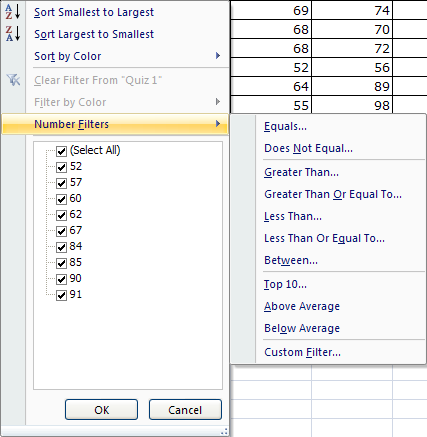 Sort Smallest to Largest
Sort Largest to Smallest
Sort by Color
Clear Filter From "Quiz 1"
Filter by Color
Number Filters
(Select All)
52
57
60
62
67
84
85
90
91
OK Cancel
69 74
68 70
68 72
52 56
64 89
55 98
Equals...
Does Not Equal...
Greater Than...
Greater Than Or Equal To...
Less Than...
Less Than Or Equal To...
Between...
Top 10...
Above Average
Below Average
Custom Filter...